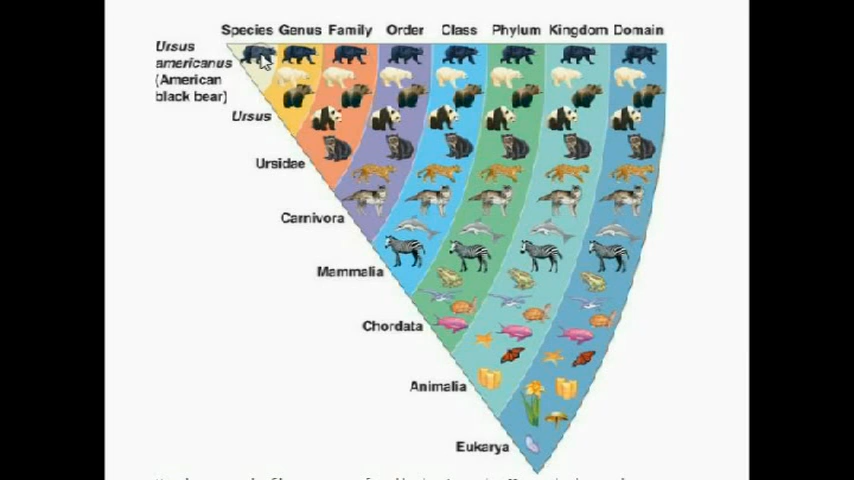 Species Genus Family Order Class Phylum Kingdom Domain
Ursus
americanus
(American
black bear)
Ursus
Ursidae
Carnivora
Mammalia
Chordata
Animalia
Eukarya